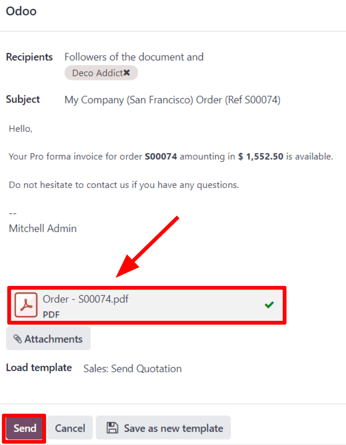 Odoo
Recipients Followers of the document and
Deco Addict✖
Subject My Company (San Francisco) Order (Ref S00074)
Hello,
Your Pro forma invoice for order S00074 amounting in $ 1,552.50 is available.
Do not hesitate to contact us if you have any questions.
--
Mitchell Admin
Order - S00074.pdf
PDF
Attachments
Load template Sales: Send Quotation
Send Cancel Save as new template